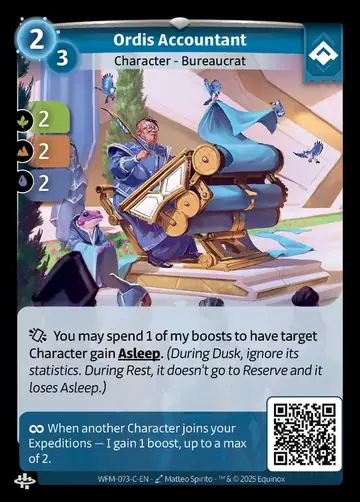 2
Ordis Accountant
3
Character - Bureaucrat
2
2
2
You may spend 1 of my boosts to have target
Character gain Asleep. (During Dusk, ignore its
statistics. During Rest, it doesn't go to Reserve and it
loses Asleep.)
∞ When another Character joins your
Expeditions — I gain 1 boost, up to a max
of 2.
WFM-073-C-EN - Matteo Spirito - ™ & © 2025 Equinox